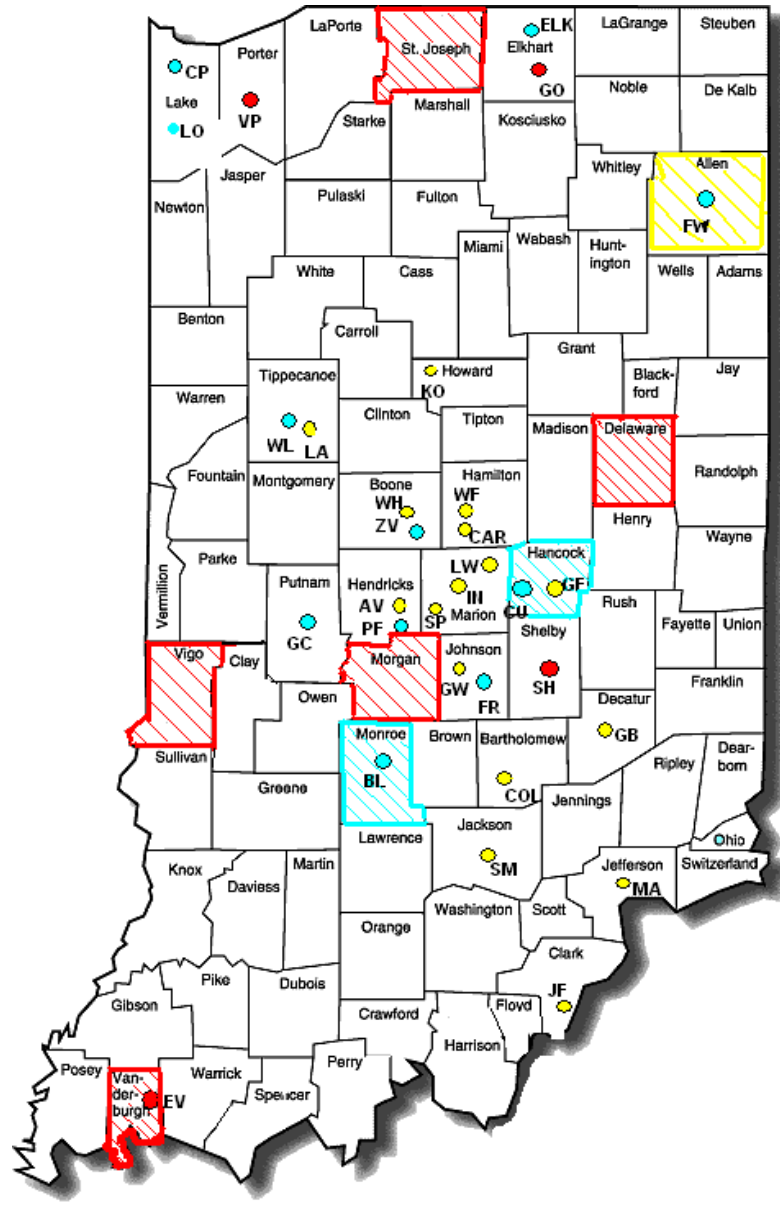 LaPorte
ELK
LaGrange
Steuben
Porter
St. Joseph
Elkhart
CP
GO
Noble
De Kalb
Lake
VP
Marshall
LO
Starke
Kosciusko
Allen
Whitley
Jasper
Pulaski
Fulton
Newton
FW
Wabash
Miami
Hunt-
ington
White
Cass
Wells
Adams
Benton
Carroll
Grant
Tippecanoe
Howard
Jay
Black-
ford
KO
Warren
Clinton
Tipton
WL
LA
Madison
Delaware
Fountain
Montgomery
Boone
Hamilton
Randolph
WH
WF
ZV
CAR
Henry
Wayne
Parke
Hancock
Vermillion
Putnam
Hendricks
LW
AV
IN
GF
Rush
SP
Marion
CU
PF
GC
Shelby
Fayette
Union
Vigo
Clay
Morgan
Johnson
GW
SH
Franklin
FR
Owen
Decatur
Monroe
Brown
Bartholomew
GB
Dear-
born
Sullivan
Ripley
BL
COL
Greene
Jennings
Jackson
Lawrence
Ohio
Knox
Martin
SM
Jefferson
Switzerland
Daviess
MA
Washington
Scott
Orange
Clark
Pike
Dubois
JF
Gibson
Crawford
Floyd
Harrison
Posey
Van-
der-
burgh
Warrick
Perry
EV
Spencer